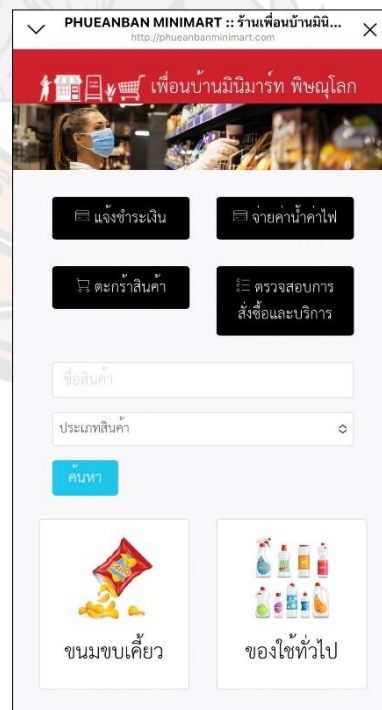 PHUEANBAN MINIMART :: ร้านเพื่อนบ้านมินิ...
http://phueanbanminimart.com
เพื่อนบ้านมินิมาร์ท พิษณุโลก
แจ้งชำระเงิน
จ่ายค่าน้ำค่าไฟ
ตะกร้าสินค้า
ตรวจสอบการ
สั่งซื้อและบริการ
ชื่อสินค้า
ประเภทสินค้า
ค้นหา
ขนมขบเคี้ยว
ของใช้ทั่วไป